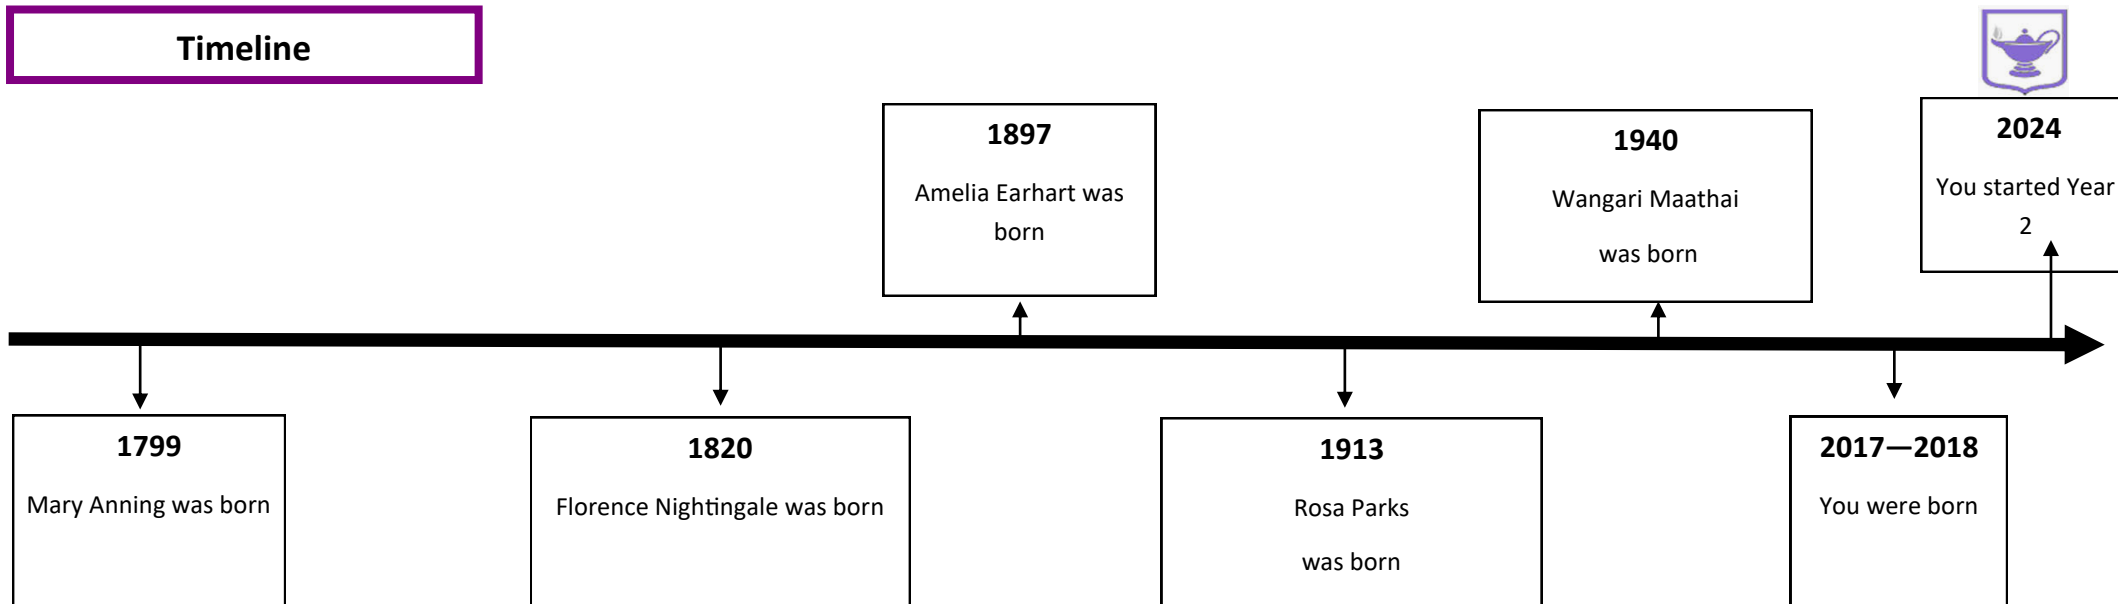 Timeline
1897
Amelia Earhart was
born
1940
Wangari Maathai
was born
2024
You started Year
2
1799
Mary Anning was born
1820
Florence Nightingale was born
1913
Rosa Parks
was born
2017—2018
You were born